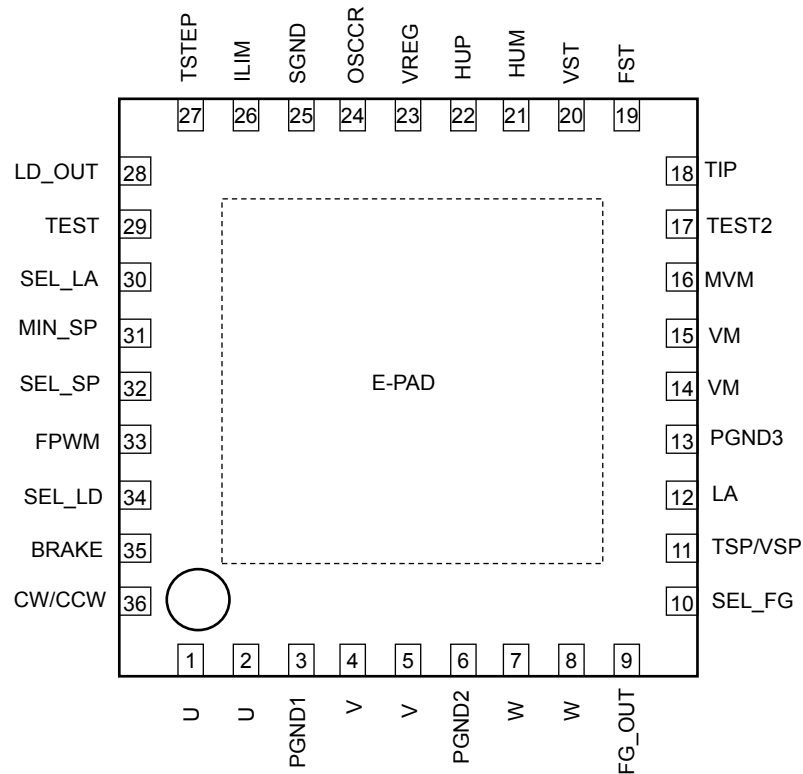 TSTEP
ILIM
SGND
OSCCR
VREG
HUP
HUM
VST
FST
27
26
25
24
23
22
21
20
19
LD_OUT
28
TEST
29
SEL_LA
30
MIN_SP
31
SEL_SP
32
FPWM
33
SEL_LD
34
BRAKE
35
CW/CCW
36
E-PAD
18
TIP
17
TEST2
16
MVM
15
VM
14
VM
13
PGND3
12
LA
11
TSP/VSP
10
SEL_FG
1
2
3
4
5
6
7
8
9
U
U
PGND1
V
V
PGND2
W
W
FG_OUT